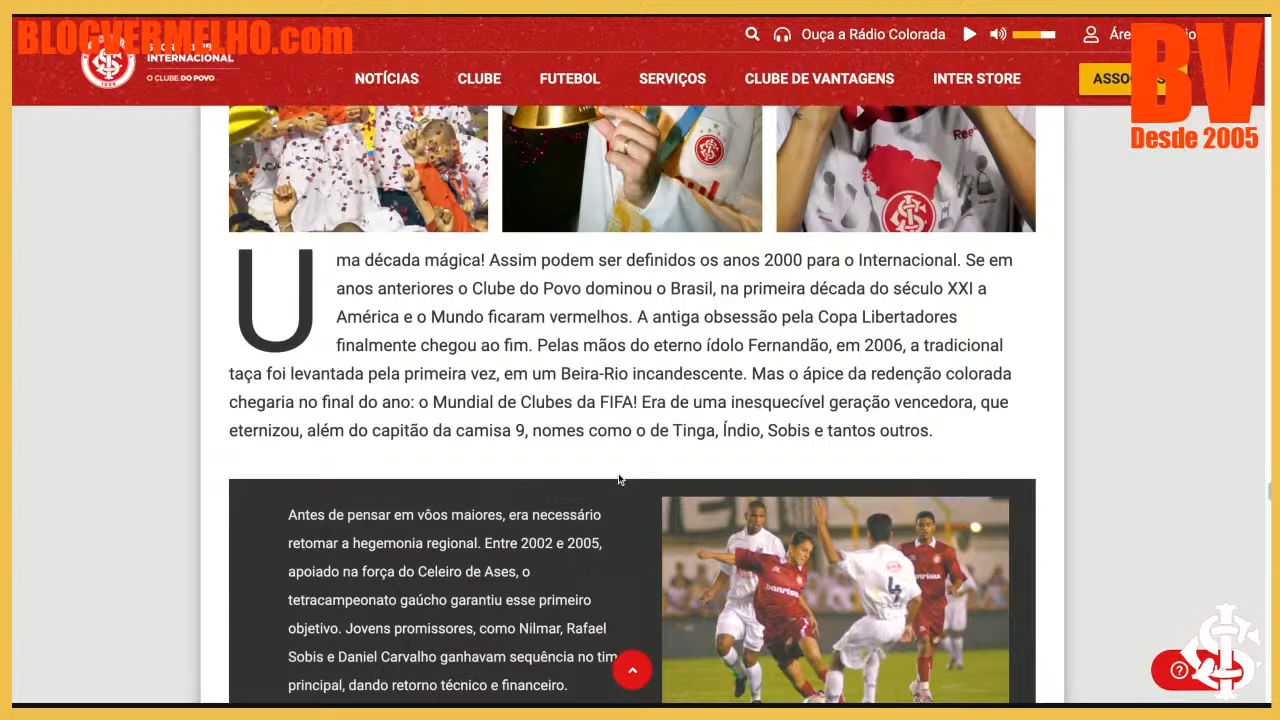 BLOGVERMELHO.com
INTERNACIONAL
O CLUBE DO POVO
Ouça a Rádio Colorada
BV
Desde 2005
NOTÍCIAS CLUBE FUTEBOL SERVIÇOS CLUBE DE VANTAGENS INTER STORE
Uma década mágica! Assim podem ser definidos os anos 2000 para o Internacional. Se em
anos anteriores o Clube do Povo dominou o Brasil, na primeira década do século XXI a
América e o Mundo ficaram vermelhos. A antiga obsessão pela Copa Libertadores
finalmente chegou ao fim. Pelas mãos do eterno ídolo Fernandão, em 2006, a tradicional
taça foi levantada pela primeira vez, em um Beira-Rio incandescente. Mas o ápice da redenção colorada
chegaria no final do ano: o Mundial de Clubes da FIFA! Era de uma inesquecível geração vencedora, que
eternizou, além do capitão da camisa 9, nomes como o de Tinga, Índio, Sobis e tantos outros.
Antes de pensar em vôos maiores, era necessário
retomar a hegemonia regional. Entre 2002 e 2005,
apoiado na força do Celeiro de Ases, o
tetracampeonato gaúcho garantiu esse primeiro
objetivo. Jovens promissores, como Nilmar, Rafael
Sobis e Daniel Carvalho ganhavam sequência no
principal, dando retorno técnico e financeiro.
banrisul
4